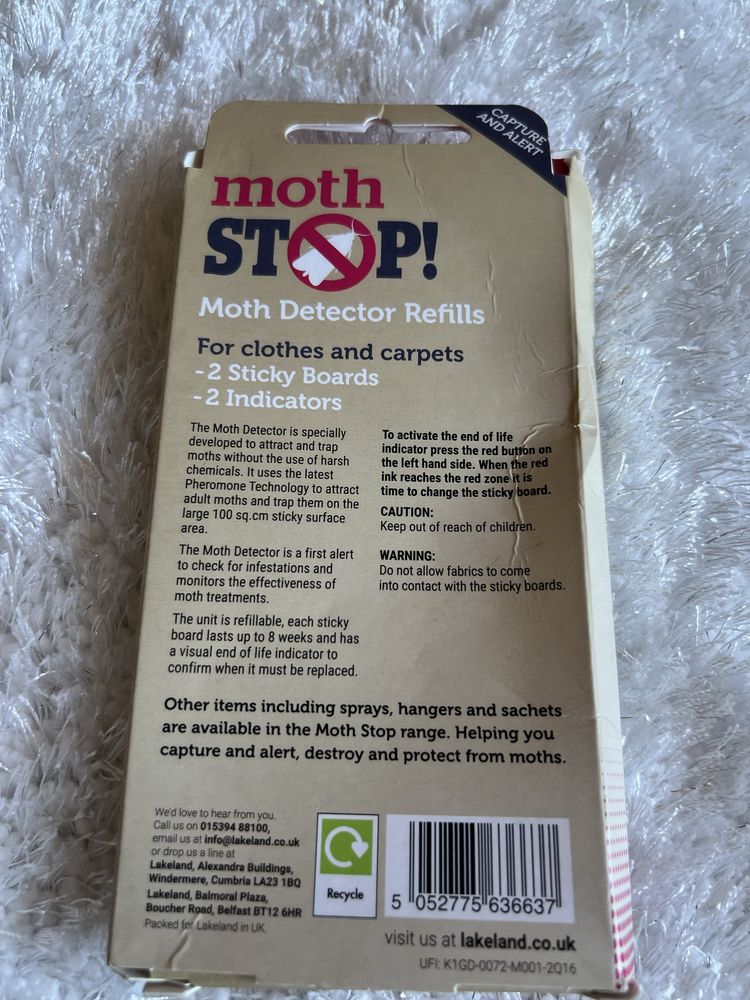 CAPTURE
AND ALERT
moth
STOP!
Moth Detector Refills
For clothes and carpets
- 2 Sticky Boards
- 2 Indicators
The Moth Detector is specially
developed to attract and trap
moths without the use of harsh
chemicals. It uses the latest
Pheromone Technology to attract
adult moths and trap them on the
large 100 sq.cm sticky surface
area.
The Moth Detector is a first alert
to check for infestations and
monitors the effectiveness of
moth treatments.
The unit is refillable, each sticky
board lasts up to 8 weeks and has
a visual end of life indicator to
confirm when it must be replaced.
To activate the end of life
indicator press the red button on
the left hand side. When the red
ink reaches the red zone it is
time to change the sticky board.
CAUTION:
Keep out of reach of children.
WARNING:
Do not allow fabrics to come
into contact with the sticky boards.
Other items including sprays, hangers and sachets
are available in the Moth Stop range. Helping you
capture and alert, destroy and protect from moths.
We'd love to hear from you.
Call us on 015394 88100,
email us at info@lakeland.co.uk
or drop us a line at
Lakeland, Alexandra Buildings,
Windermere, Cumbria LA23 1BQ
Lakeland, Balmoral Plaza,
Boucher Road, Belfast BT12 6HR
Packed for Lakeland in UK
Recycle
5 052775 636637
visit us at lakeland.co.uk
UFI: K1GD-0072-M001-2Q16